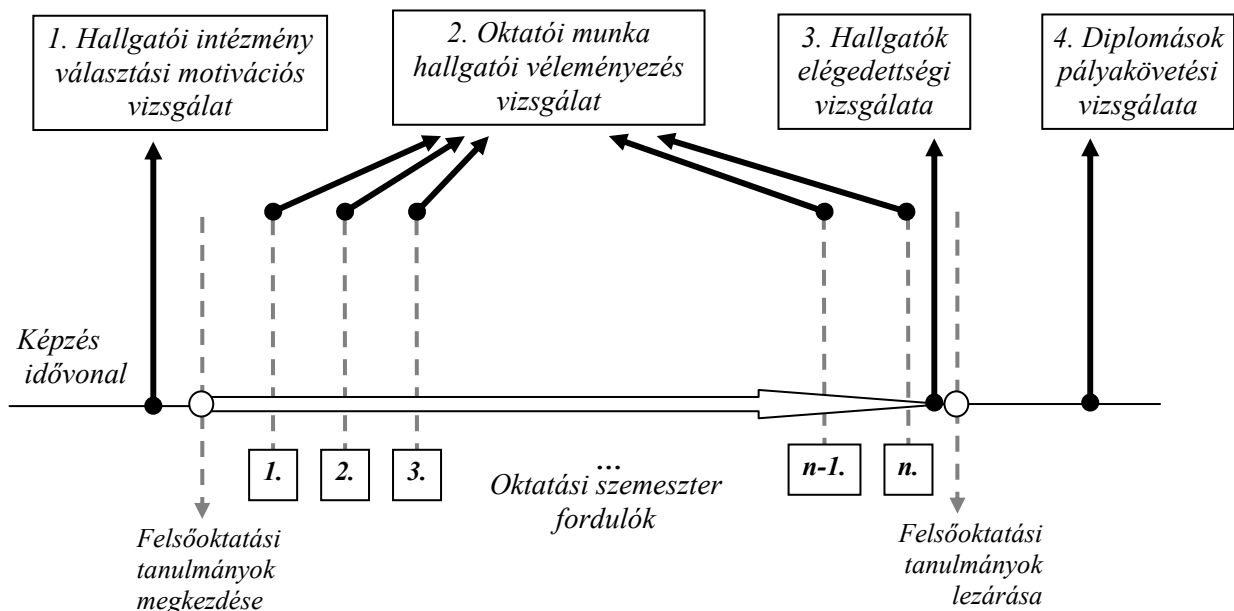 1. Hallgatói intézmény
választási motivációs
vizsgálat
2. Oktatói munka
hallgatói véleményezés
vizsgálat
3. Hallgatók
elégedettségi
vizsgálata
4. Diplomások
pályakövetési
vizsgálata
Képzés
idővonal
1.
2.
3.
...
n-1.
n.
Oktatási szemeszter
fordulók
Felsőoktatási
tanulmányok
megkezdése
Felsőoktatási
tanulmányok
lezárása